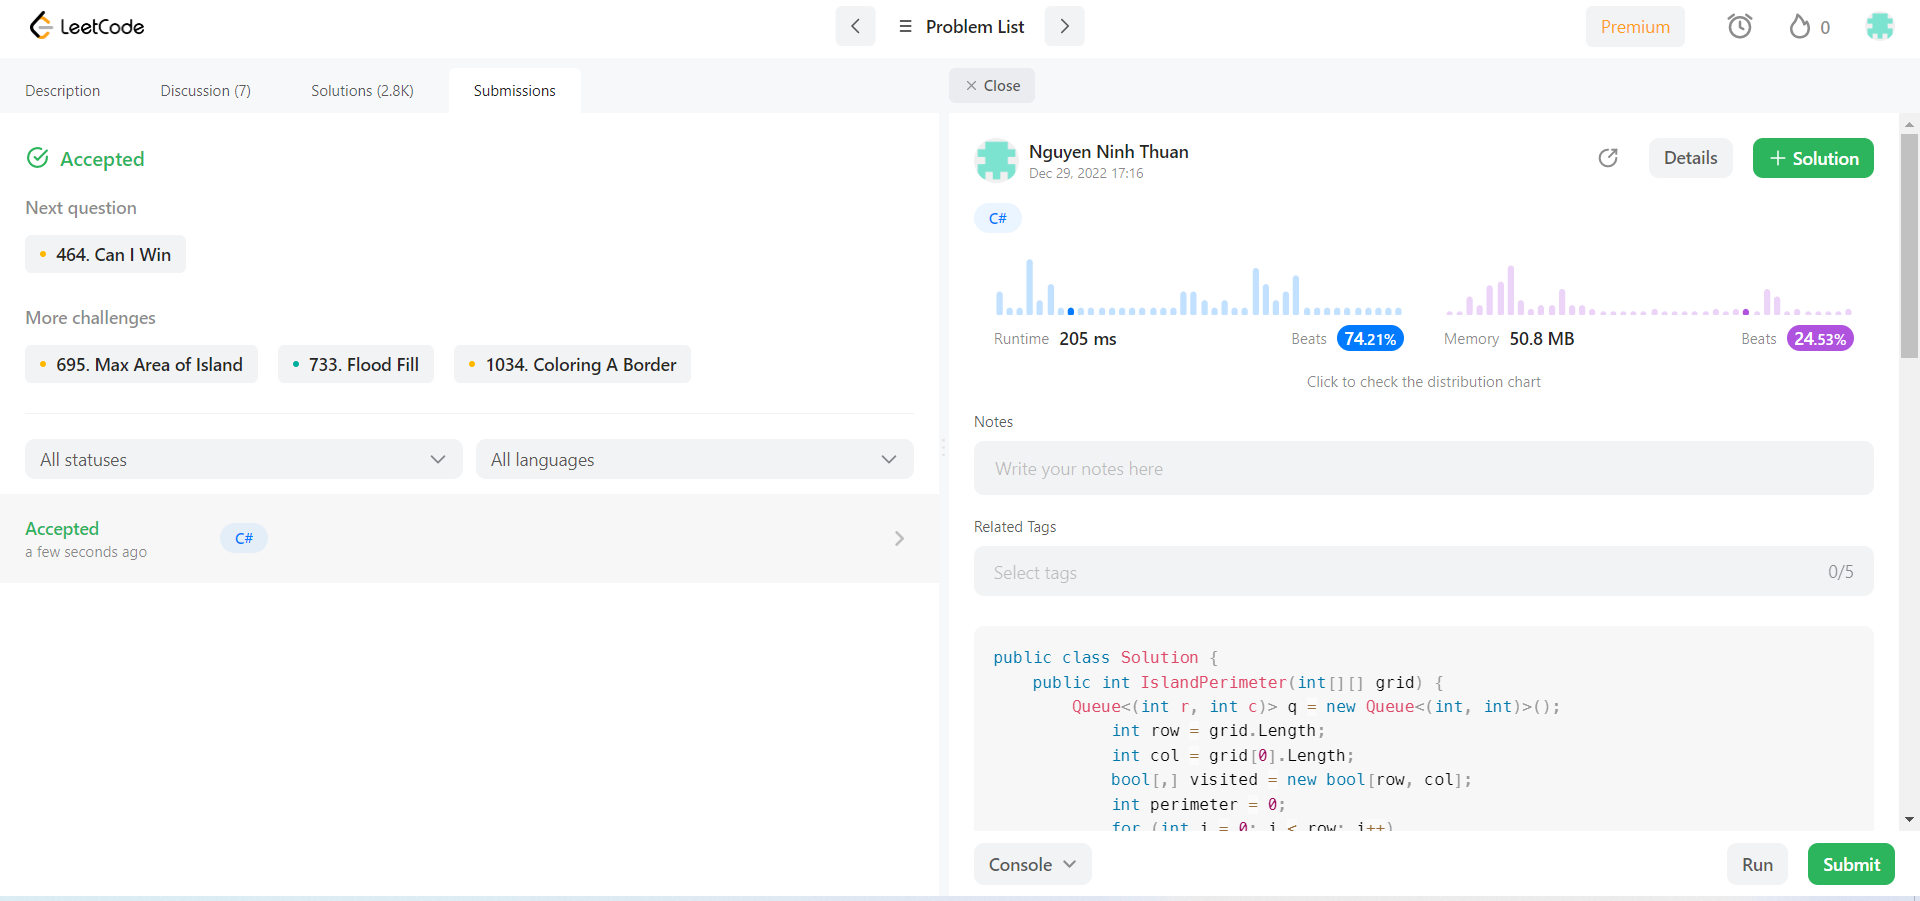 LeetCode
Problem List
Premium
0
Description
Discussion (7)
Solutions (2.8K)
Submissions
Close
Accepted
Next question
464. Can I Win
More challenges
695. Max Area of Island
733. Flood Fill
1034. Coloring A Border
All statuses
All languages
Accepted
a few seconds ago
C#
Nguyen Ninh Thuan
Dec 29, 2022 17:16
Details
+ Solution
C#
Runtime 205 ms
Beats 74.21%
Memory 50.8 MB
Beats 24.53%
Click to check the distribution chart
Notes
Write your notes here
Related Tags
Select tags
0/5
public class Solution {
public int IslandPerimeter(int[][] grid) {
Queue<(int r, int c)> q = new Queue<(int, int)>();
int row = grid.Length;
int col = grid[0].Length;
bool[,] visited = new bool[row, col];
int perimeter = 0;
for (int i = 0; i < row; i++)
Console
Run
Submit